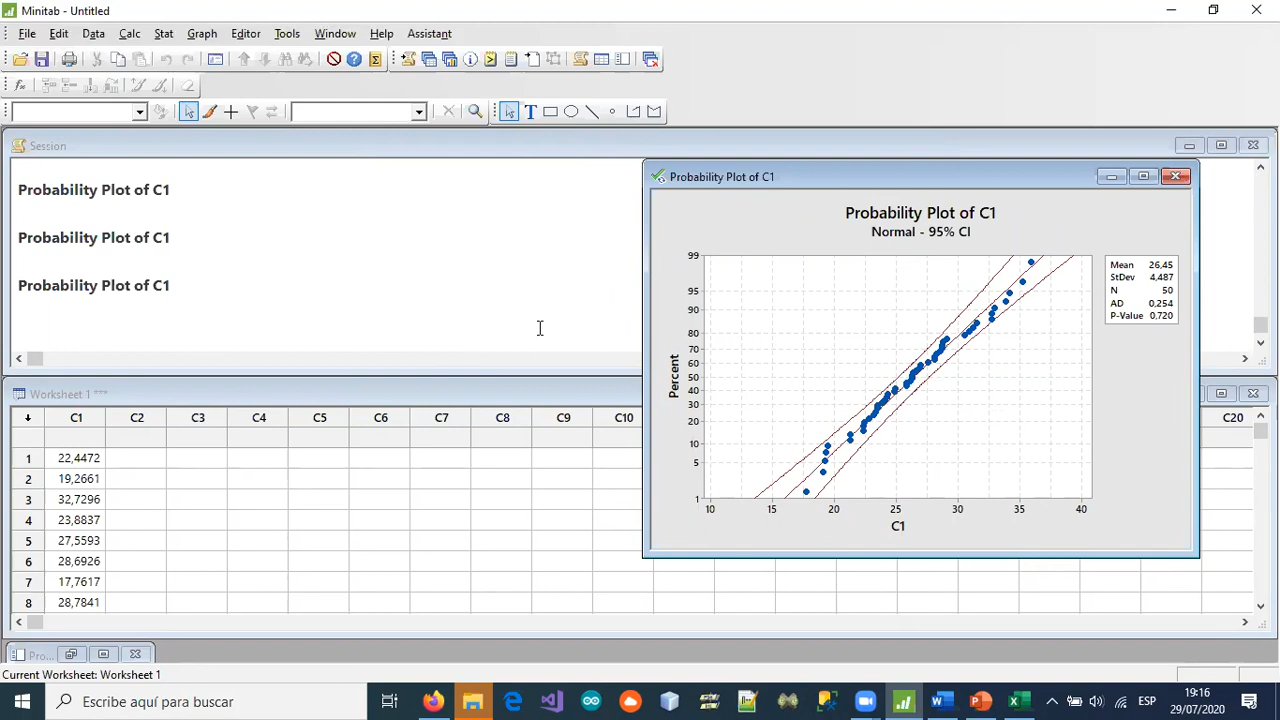 Minitab - Untitled
File Edit Data Calc Stat Graph Editor Tools Window Help Assistant
Session
Probability Plot of C1
Probability Plot of C1
Probability Plot of C1
Probability Plot of C1
Probability Plot of C1
Normal - 95% CI
Mean 26,45
StDev 4,487
N 50
AD 0,254
P-Value 0,720
99
95
90
80
70
60
50
40
30
20
10
5
1
Percent
10 15 20 25 30 35 40
C1
Worksheet 1 ***
C1 C2 C3 C4 C5 C6 C7 C8 C9 C10 C20
1 22,4472
2 19,2661
3 32,7296
4 23,8837
5 27,5593
6 28,6926
7 17,7617
8 28,7841
Pro...
Current Worksheet: Worksheet 1
Escribe aquí para buscar
ESP
19:16
29/07/2020